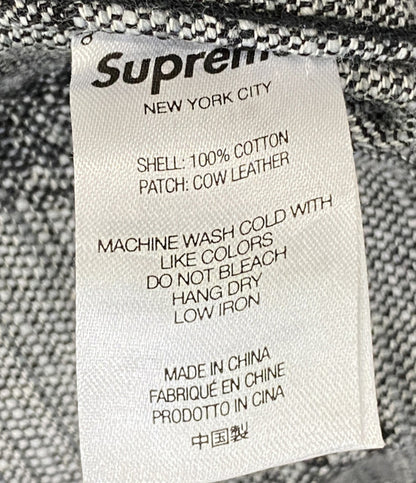 Supreme
NEW YORK CITY
SHELL: 100% COTTON
PATCH: COW LEATHER
MACHINE WASH COLD WITH
LIKE COLORS
DO NOT BLEACH
HANG DRY
LOW IRON
MADE IN CHINA
FABRIQUÉ EN CHINE
PRODOTTO IN CINA
中国製